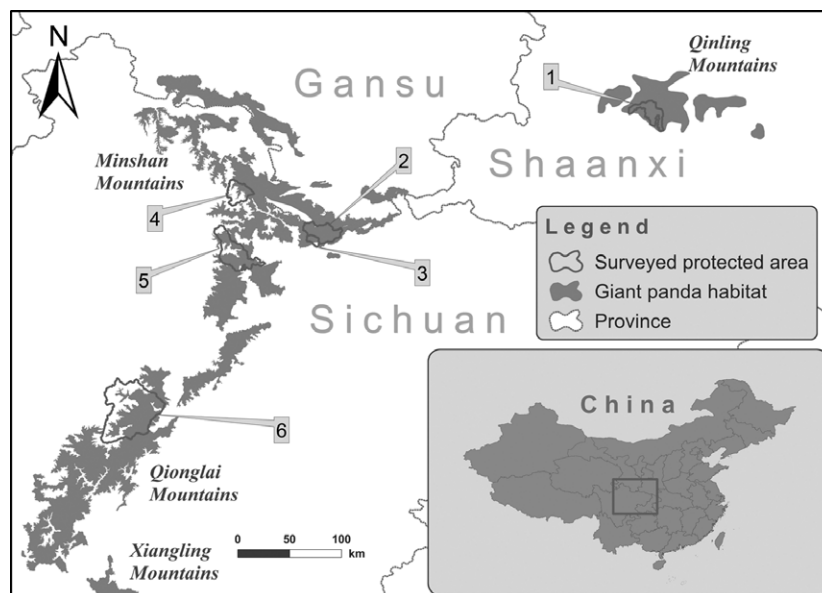 N
Gansu
Qinling
Mountains
1
Minshan
Mountains
2
Shaanxi
4
3
5
Legend
Surveyed protected area
Giant panda habitat
Province
Sichuan
6
Qionglai
Mountains
0 50 100
km
Xiangling
Mountains
China